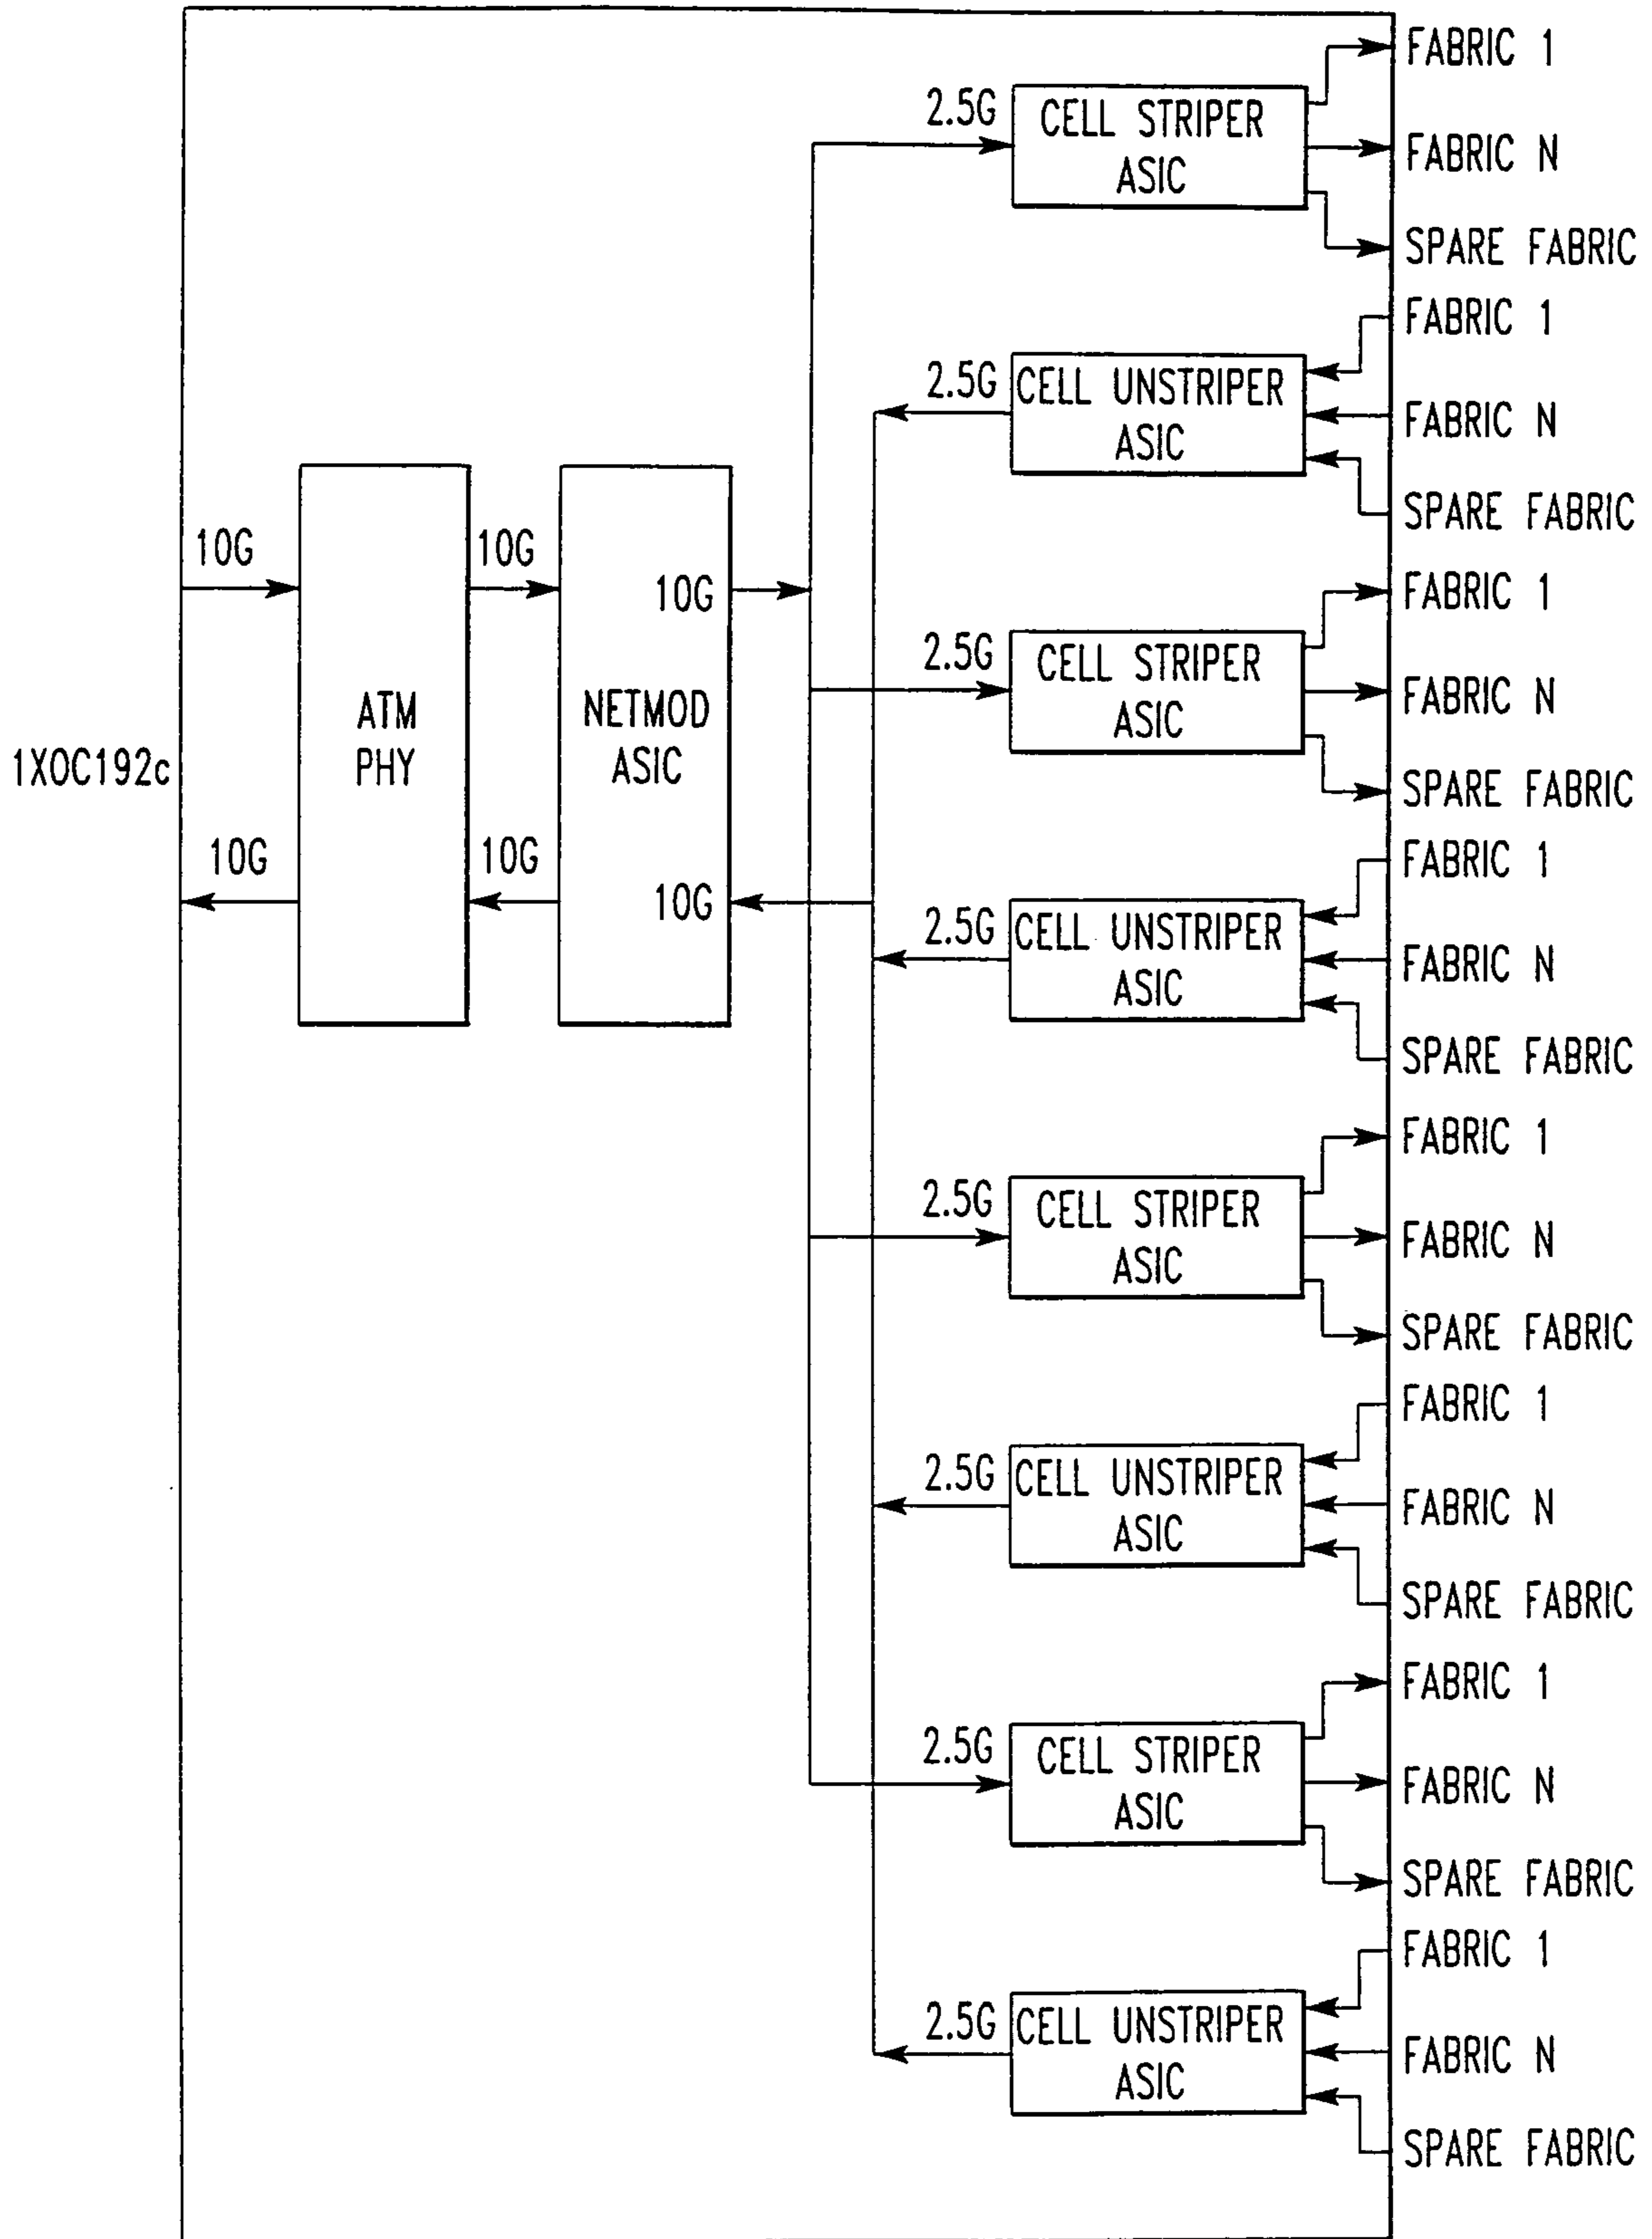 FABRIC 1
2.5G
CELL STRIPER
ASIC
FABRIC N
SPARE FABRIC
FABRIC 1
2.5G
CELL UNSTRIPER
ASIC
FABRIC N
SPARE FABRIC
10G
10G
10G
FABRIC 1
2.5G
CELL STRIPER
ASIC
FABRIC N
SPARE FABRIC
ATM
PHY
NETMOD
ASIC
1XOC192c
10G
10G
10G
FABRIC 1
2.5G
CELL UNSTRIPER
ASIC
FABRIC N
SPARE FABRIC
FABRIC 1
2.5G
CELL STRIPER
ASIC
FABRIC N
SPARE FABRIC
FABRIC 1
2.5G
CELL UNSTRIPER
ASIC
FABRIC N
SPARE FABRIC
FABRIC 1
2.5G
CELL STRIPER
ASIC
FABRIC N
SPARE FABRIC
FABRIC 1
2.5G
CELL UNSTRIPER
ASIC
FABRIC N
SPARE FABRIC